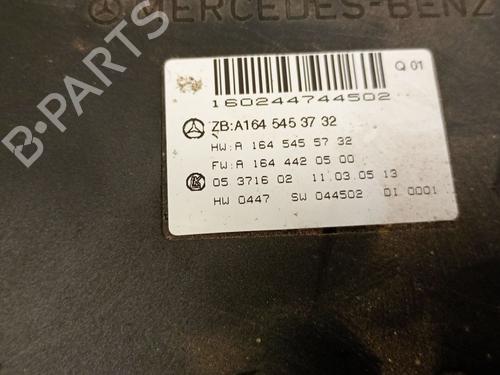 MERCEDES-BENZ
Q 01
160244744502
ZB:A164 545 37 32
HW:A 164 545 57 32
FW:A 164 442 05 00
05 3716 02 11.03.05 13
HW 0447 SW 044502 01 0001
B-PARTS